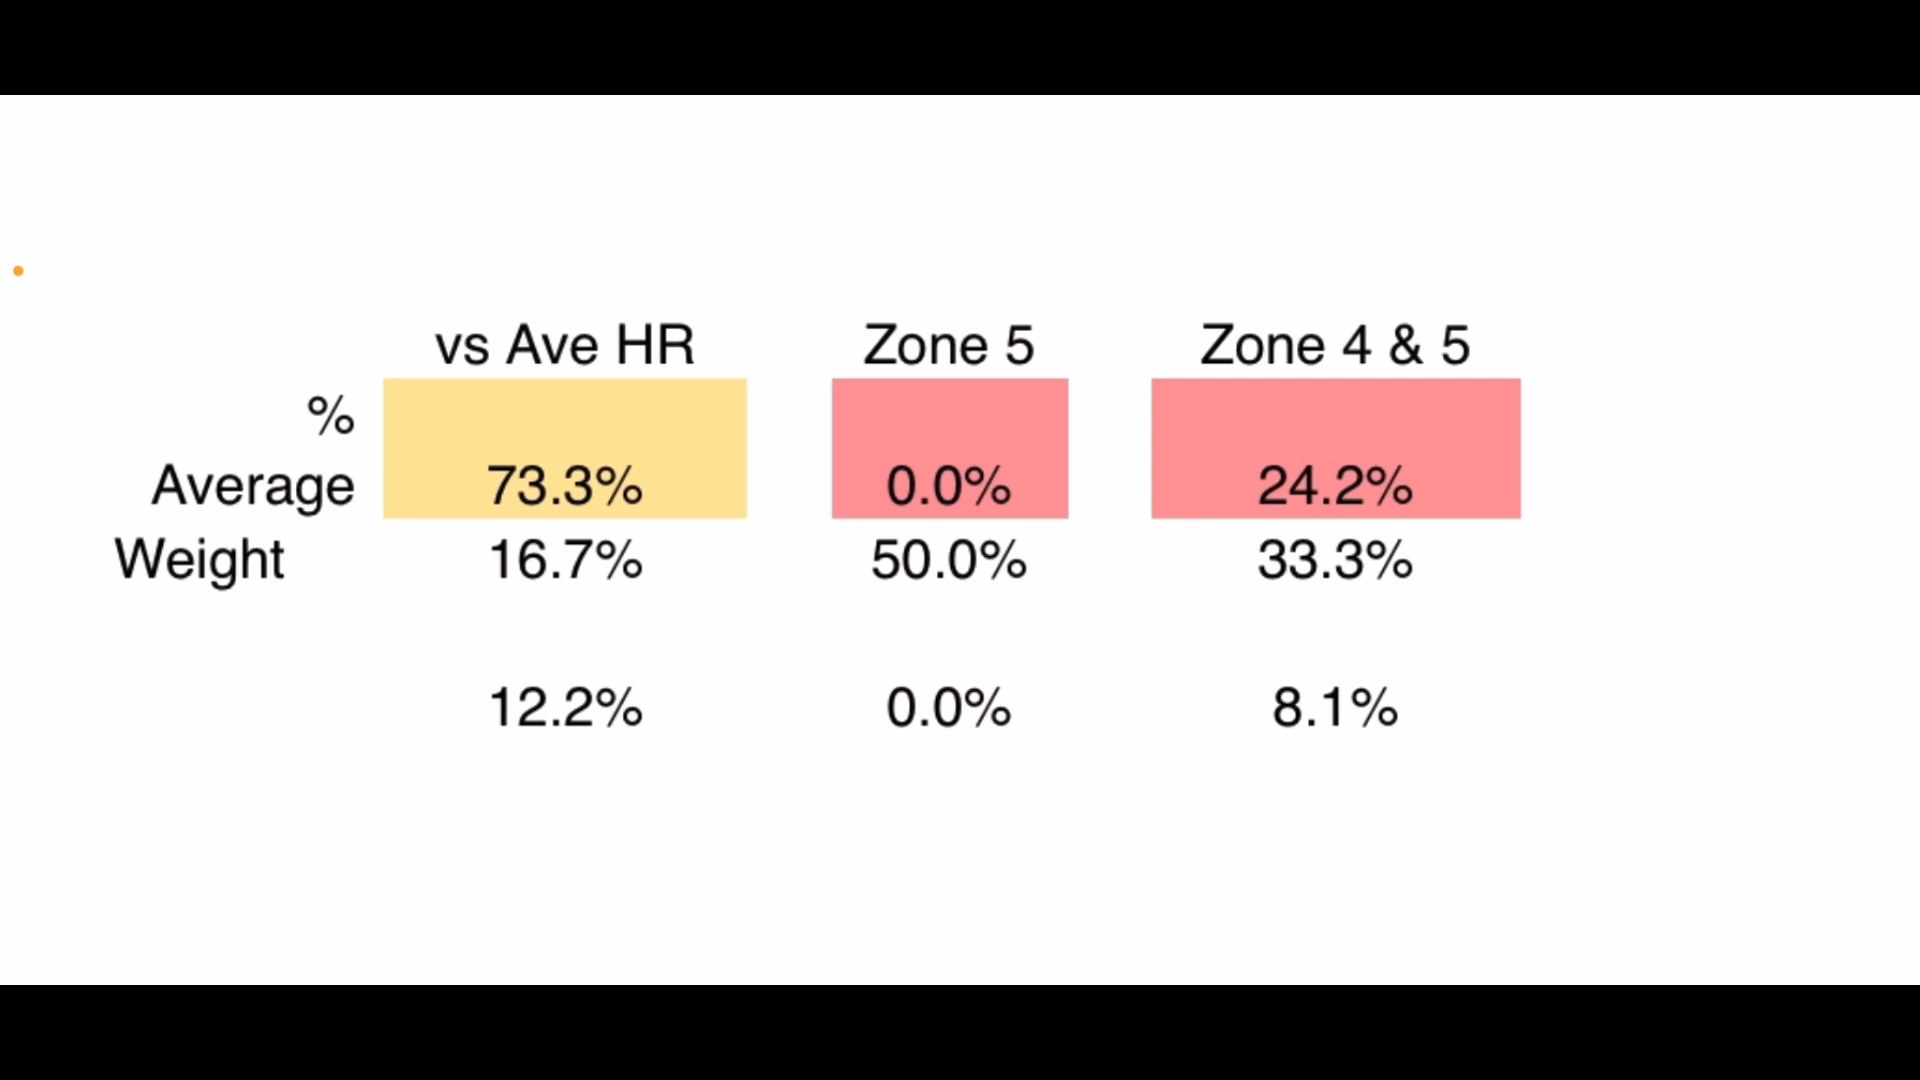 vs Ave HR Zone 5 Zone 4 & 5
%
Average 73.3% 0.0% 24.2%
Weight 16.7% 50.0% 33.3%
12.2% 0.0% 8.1%